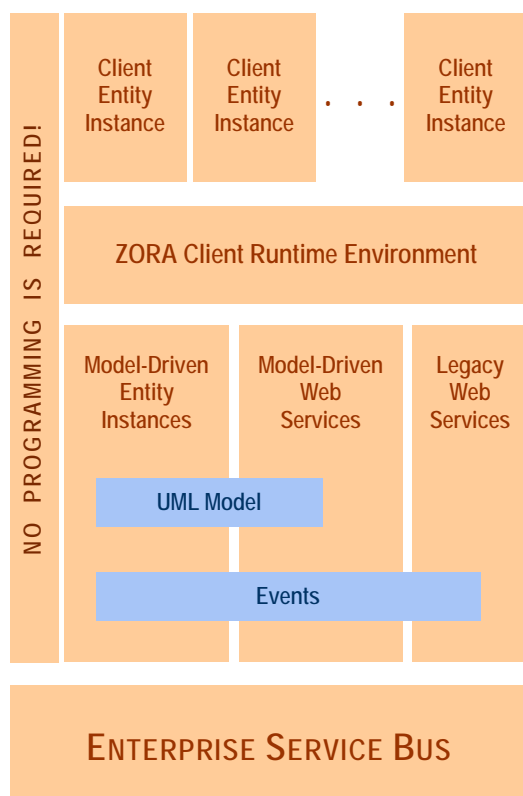 NO PROGRAMMING IS REQUIRED!
Client
Entity
Instance
Client
Entity
Instance
. . .
Client
Entity
Instance
ZORA Client Runtime Environment
Model-Driven
Entity
Instances
Model-Driven
Web
Services
Legacy
Web
Services
UML Model
Events
ENTERPRISE SERVICE BUS